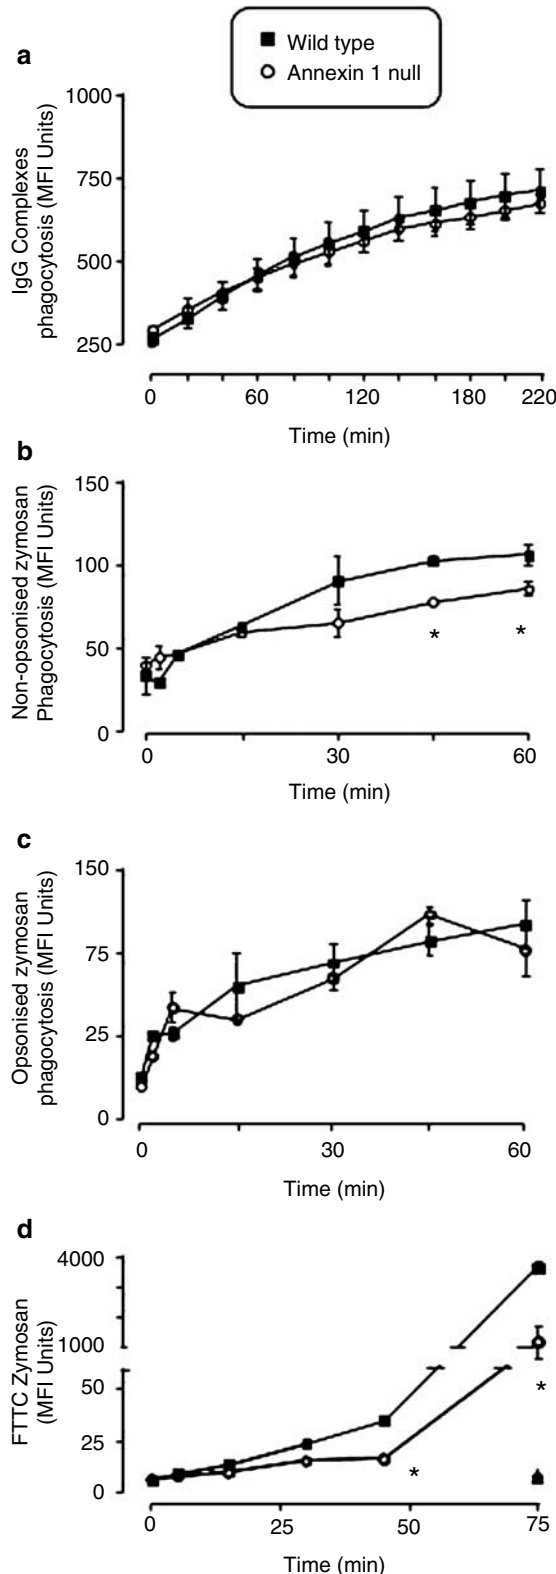 Wild type
Annexin 1 null
a
1000
750
500
250
IgG Complexes
phagocytosis (MFI Units)
0 60 120 180 220
Time (min)
b
150
100
50
0
Non-opsonised zymosan
Phagocytosis (MFI Units)
* *
0 30 60
Time (min)
c
150
75
25
0
Opsonised zymosan
phagocytosis (MFI Units)
0 30 60
Time (min)
d
4000
1000
50
25
0
FTTC Zymosan
(MFI Units)
*
*
0 25 50 75
Time (min)